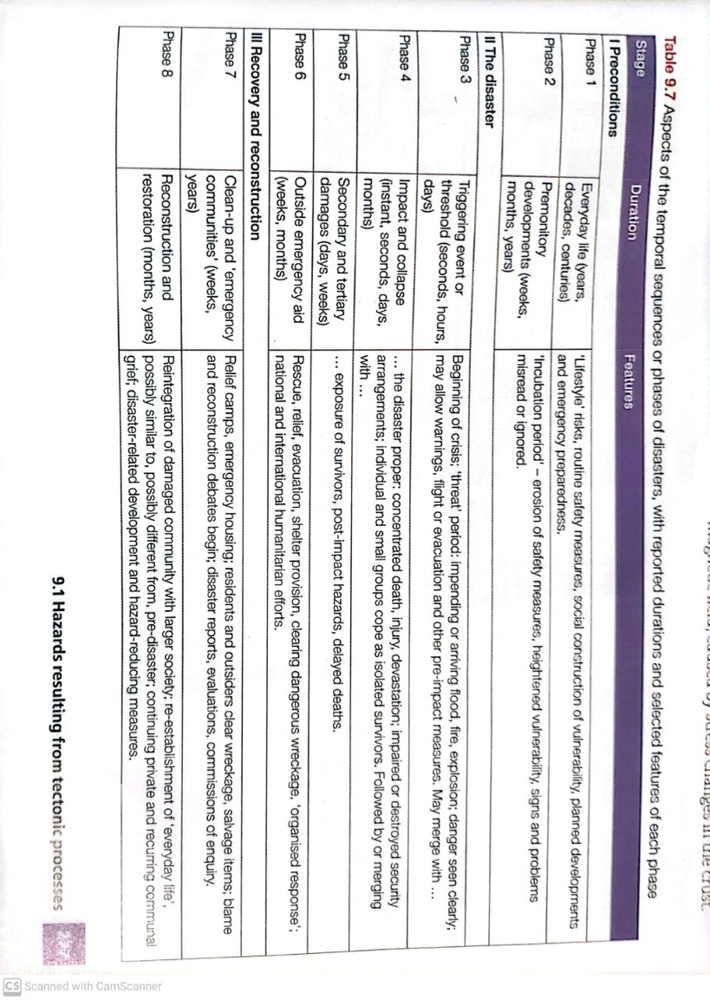 Table 9.7 Aspects of the temporal sequences or phases of disasters, with reported durations and selected features of each phase
Stage Duration Features
I Preconditions
Phase 1
Everyday life (years,
decades, centuries)
'Lifestyle' risks, routine safety measures, social construction of vulnerability, planned developments
and emergency preparedness.
Phase 2
Premonitory
developments (weeks,
months, years)
'Incubation period' – erosion of safety measures, heightened vulnerability, signs and problems
misread or ignored.
II The disaster
Phase 3
Triggering event or
threshold (seconds, hours,
days)
Beginning of crisis; 'threat' period: impending or arriving flood, fire, explosion; danger seen clearly;
may allow warnings, flight or evacuation and other pre-impact measures. May merge with …
Phase 4
Impact and collapse
(instant, seconds, days,
months)
… the disaster proper: concentrated death, injury, devastation; impaired or destroyed security
arrangements; individual and small groups cope as isolated survivors. Followed by or merging
with …
Phase 5
Secondary and tertiary
damages (days, weeks)
… exposure of survivors, post-impact hazards, delayed deaths.
Phase 6
Outside emergency aid
(weeks, months)
Rescue, relief, evacuation, shelter provision, clearing dangerous wreckage, 'organised response';
national and international humanitarian efforts.
III Recovery and reconstruction
Phase 7
Clean-up and 'emergency
communities' (weeks,
years)
Relief camps, emergency housing; residents and outsiders clear wreckage, salvage items; blame
and reconstruction debates begin; disaster reports, evaluations, commissions of enquiry.
Phase 8
Reconstruction and
restoration (months, years)
Reintegration of damaged community with larger society; re-establishment of 'everyday life',
possibly similar to, possibly different from, pre-disaster; continuing private and recurring communal
grief; disaster-related development and hazard-reducing measures.
9.1 Hazards resulting from tectonic processes
CS Scanned with CamScanner